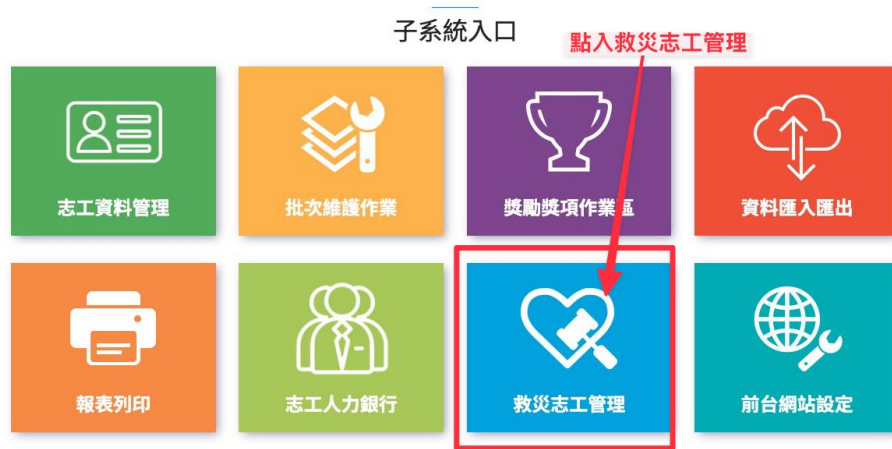 子系統入口
點入救災志工管理
志工資料管理
批次維護作業
獎勵獎項作業區
資料匯入匯出
報表列印
志工人力銀行
救災志工管理
前台網站設定